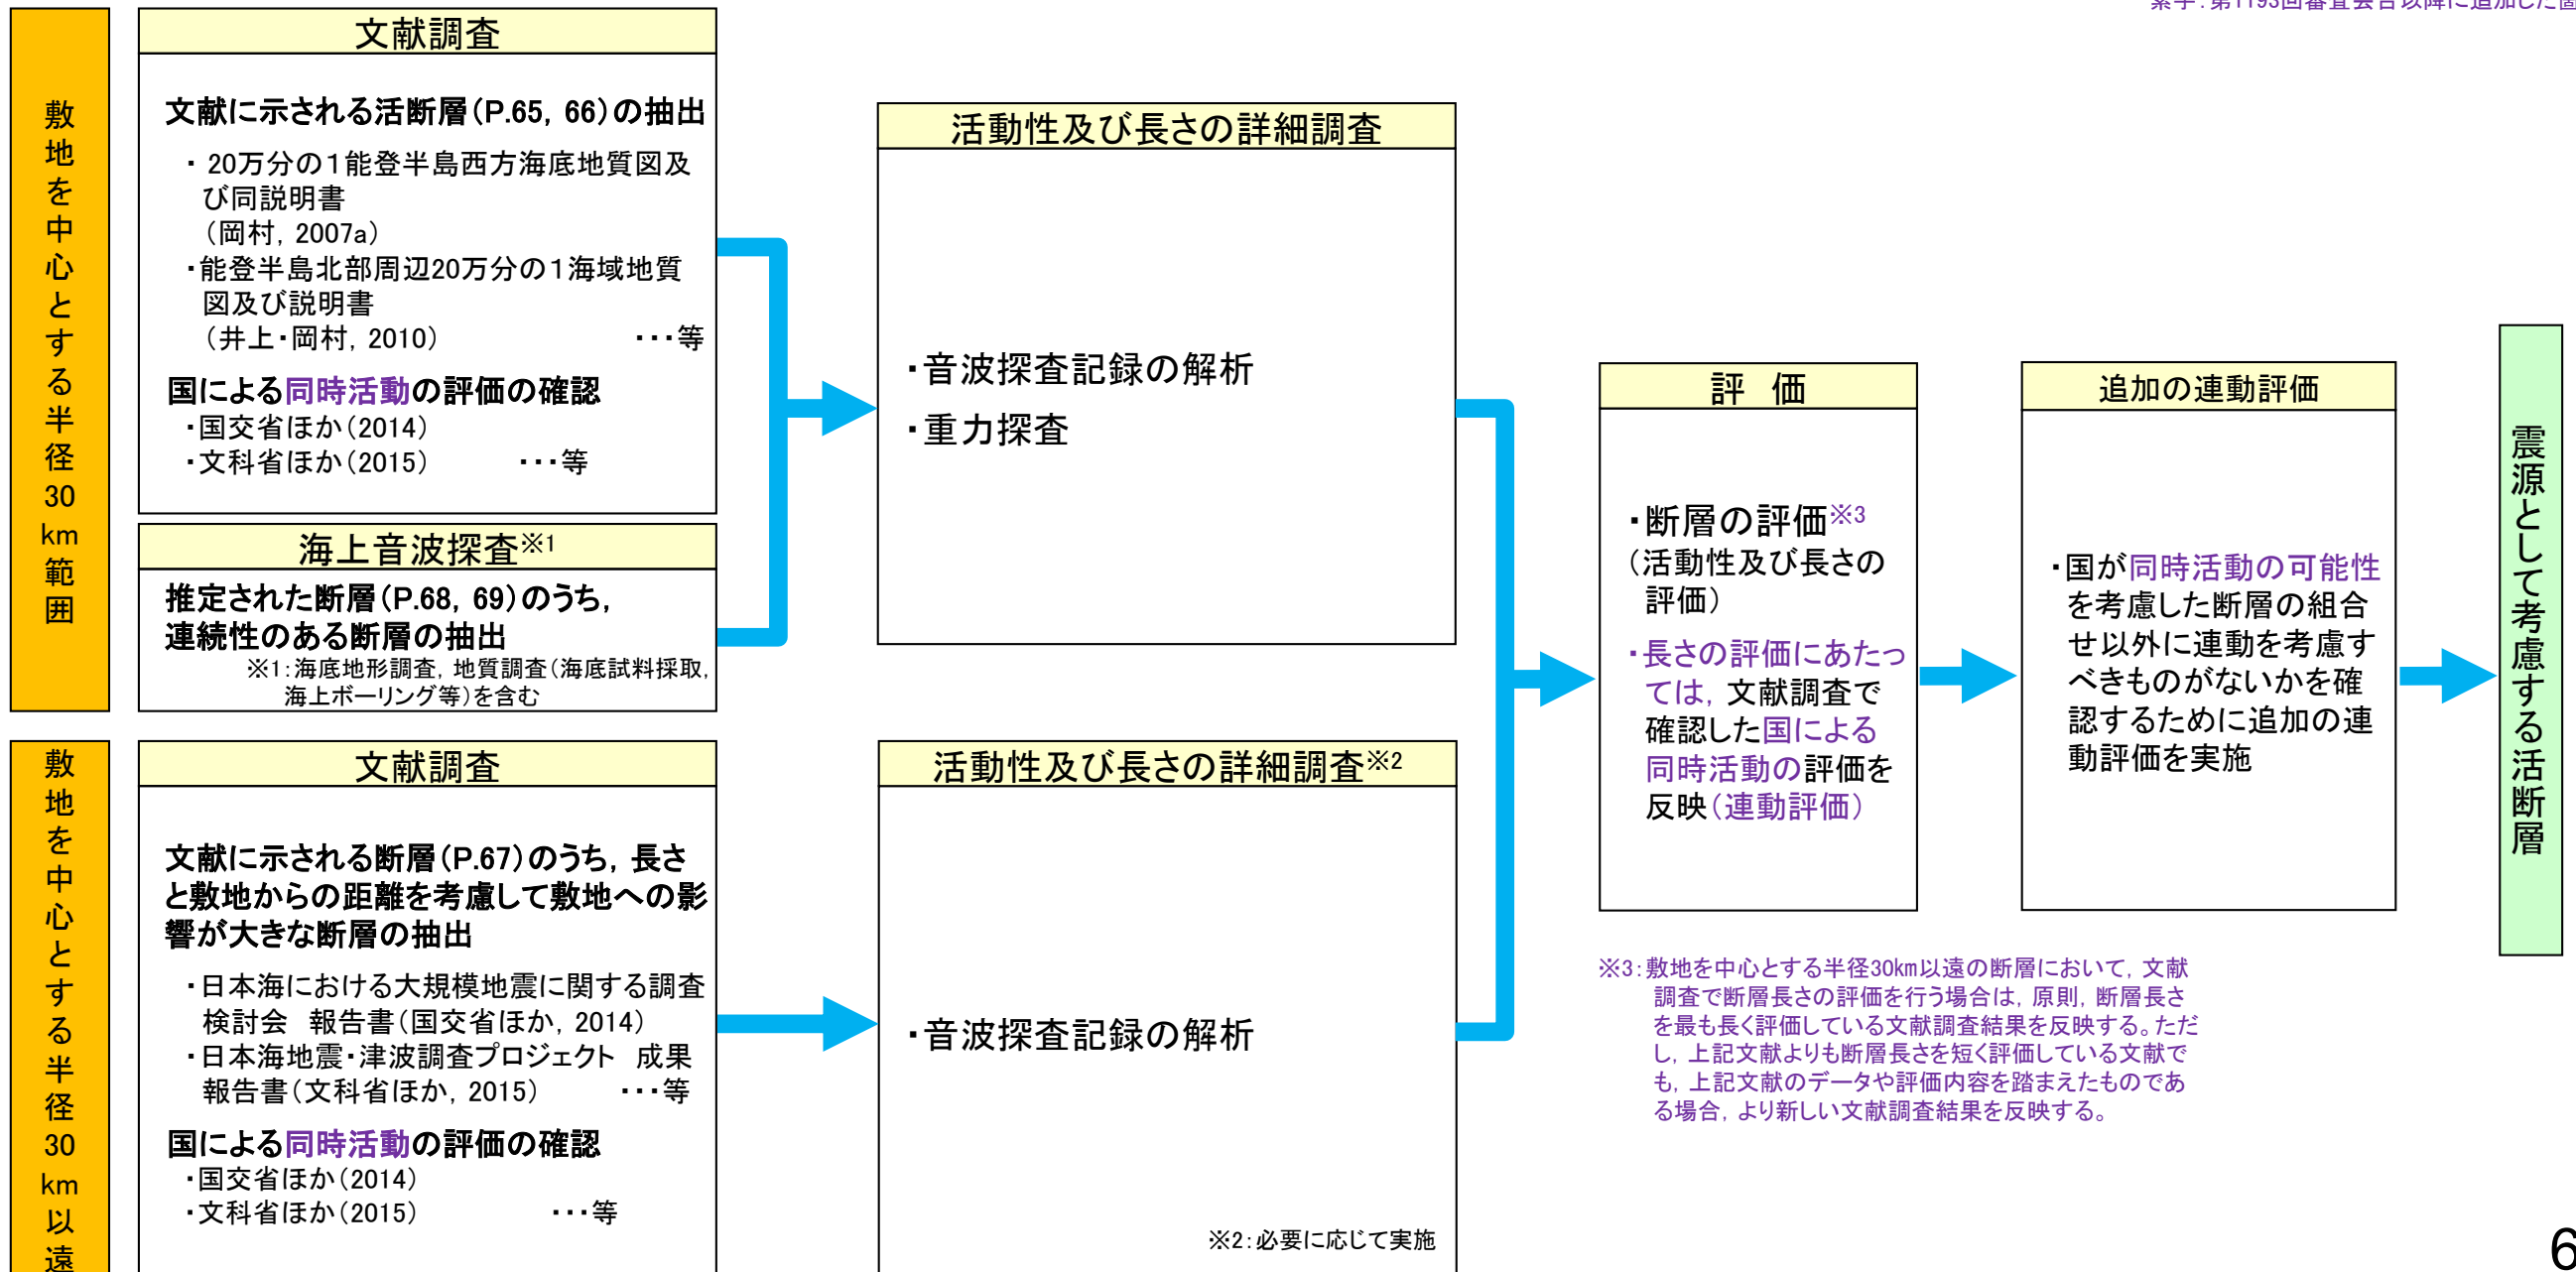 紫字:第1193回審査会合以降に追加した箇
敷地を中心とする半径30km範囲
文献調査
文献に示される活断層(P.65, 66)の抽出
・ 20万分の1能登半島西方海底地質図及
び同説明書
(岡村, 2007a)
・能登半島北部周辺20万分の1海域地質
図及び説明書
(井上・岡村, 2010) ・・・等
国による同時活動の評価の確認
・国交省ほか(2014)
・文科省ほか(2015) ・・・等
海上音波探査※1
推定された断層(P.68, 69)のうち,
連続性のある断層の抽出
※1:海底地形調査, 地質調査(海底試料採取,
海上ボーリング等)を含む
活動性及び長さの詳細調査
・音波探査記録の解析
・重力探査
敷地を中心とする半径30km以遠
文献調査
文献に示される断層(P.67)のうち, 長さ
と敷地からの距離を考慮して敷地への影
響が大きな断層の抽出
・日本海における大規模地震に関する調査
検討会 報告書(国交省ほか, 2014)
・日本海地震・津波調査プロジェクト 成果
報告書(文科省ほか, 2015) ・・・等
国による同時活動の評価の確認
・国交省ほか(2014)
・文科省ほか(2015) ・・・等
活動性及び長さの詳細調査※2
・音波探査記録の解析
※2:必要に応じて実施
評 価
・断層の評価※3
(活動性及び長さの
評価)
・長さの評価にあたっ
ては, 文献調査で
確認した国による
同時活動の評価を
反映(連動評価)
追加の連動評価
・国が同時活動の可能性
を考慮した断層の組合
せ以外に連動を考慮す
べきものがないかを確
認するために追加の連
動評価を実施
震源として考慮する活断層
※3:敷地を中心とする半径30km以遠の断層において, 文献
調査で断層長さの評価を行う場合は, 原則, 断層長さ
を最も長く評価している文献調査結果を反映する。ただ
し, 上記文献よりも断層長さを短く評価している文献で
も, 上記文献のデータや評価内容を踏まえたものであ
る場合, より新しい文献調査結果を反映する。
6